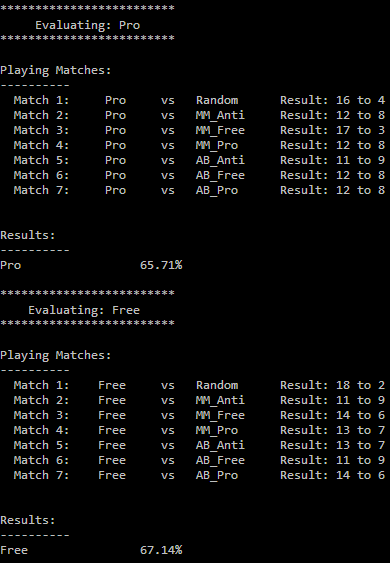 *************************
Evaluating: Pro
*************************
Playing Matches:
----------
Match 1: Pro vs Random Result: 16 to 4
Match 2: Pro vs MM_Anti Result: 12 to 8
Match 3: Pro vs MM_Free Result: 17 to 3
Match 4: Pro vs MM_Pro Result: 12 to 8
Match 5: Pro vs AB_Anti Result: 11 to 9
Match 6: Pro vs AB_Free Result: 12 to 8
Match 7: Pro vs AB_Pro Result: 12 to 8
Results:
----------
Pro 65.71%
*************************
Evaluating: Free
*************************
Playing Matches:
----------
Match 1: Free vs Random Result: 18 to 2
Match 2: Free vs MM_Anti Result: 11 to 9
Match 3: Free vs MM_Free Result: 14 to 6
Match 4: Free vs MM_Pro Result: 13 to 7
Match 5: Free vs AB_Anti Result: 13 to 7
Match 6: Free vs AB_Free Result: 11 to 9
Match 7: Free vs AB_Pro Result: 14 to 6
Results:
----------
Free 67.14%